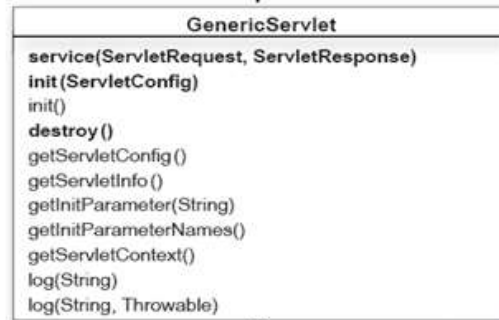 GenericServlet
service(ServletRequest, ServletResponse)
init(ServletConfig)
init()
destroy()
getServletConfig()
getServletInfo()
getInitParameter(String)
getInitParameterNames()
getServletContext()
log(String)
log(String, Throwable)